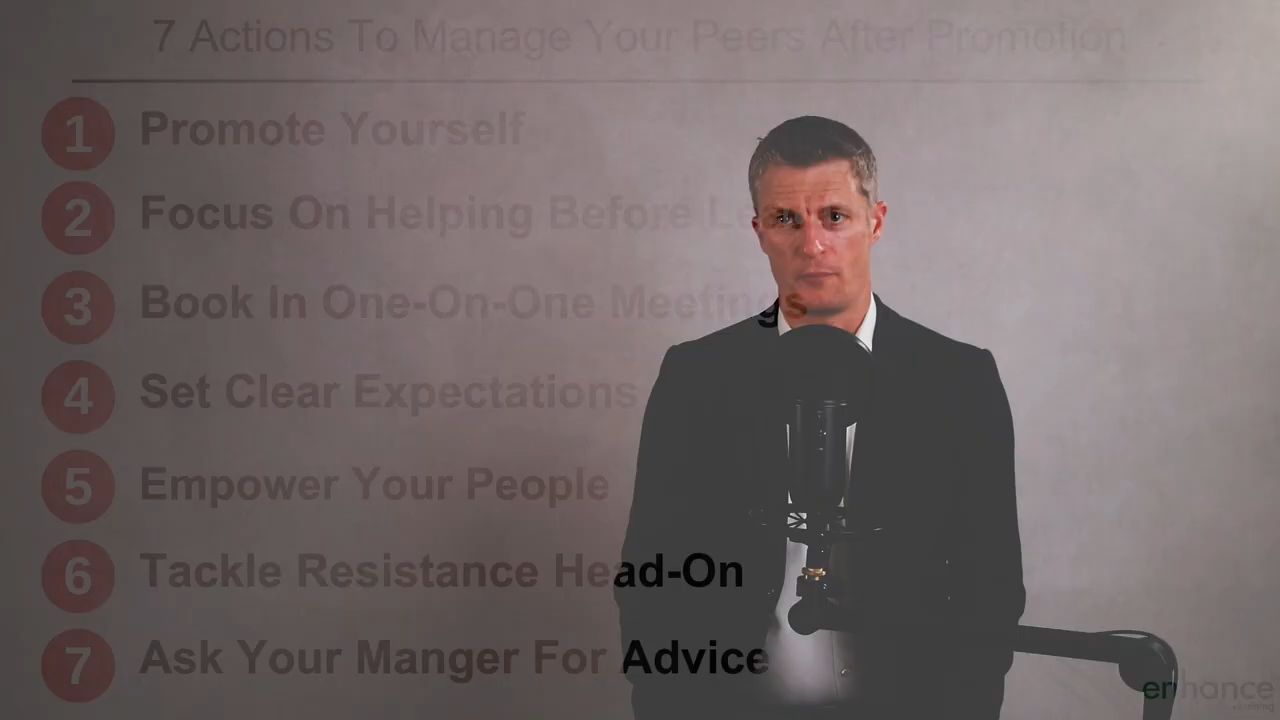 7 Actions To Manage Your Peers After Promotion
1 Promote Yourself
2 Focus On Helping Before
3 Book In One-On-One Meetings
4 Set Clear Expectations
5 Empower Your People
6 Tackle Resistance Head-On
7 Ask Your Manger For Advice
enhance